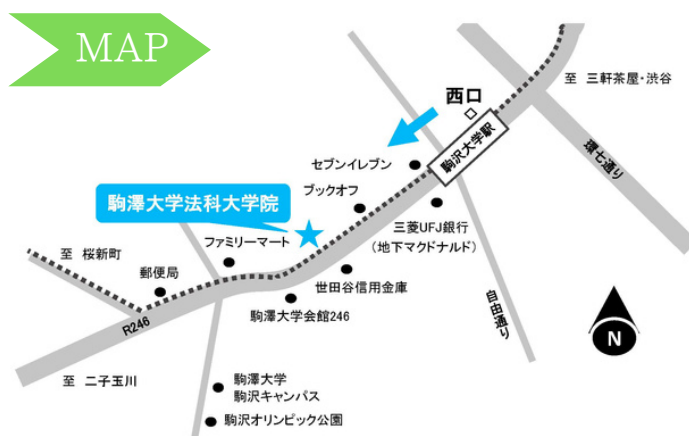 MAP
至 三軒茶屋・渋谷
西口
駒沢大学駅
環七通り
セブンイレブン
ブックオフ
駒澤大学法科大学院
三菱UFJ銀行
(地下マクドナルド)
ファミリーマート
至 桜新町
郵便局
世田谷信用金庫
駒澤大学会館246
自由通り
R246
N
至 二子玉川
駒澤大学
駒沢キャンパス
駒沢オリンピック公園